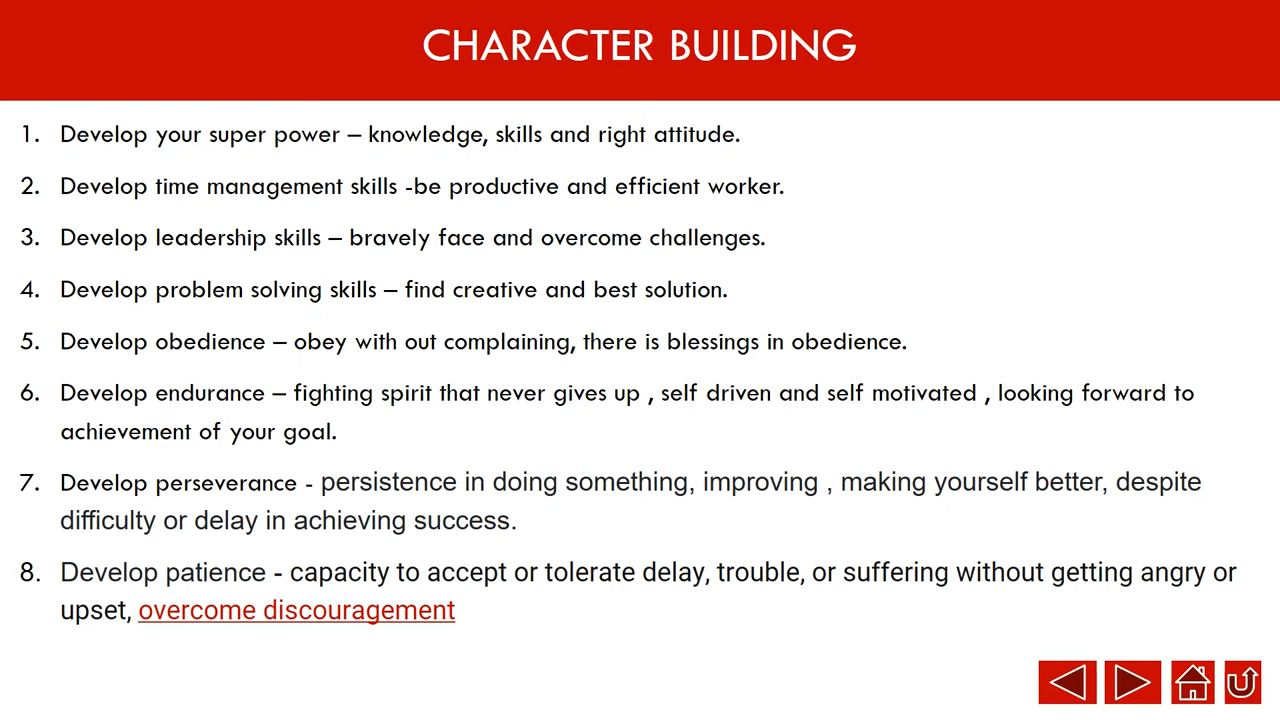 CHARACTER BUILDING
1. Develop your super power – knowledge, skills and right attitude.
2. Develop time management skills -be productive and efficient worker.
3. Develop leadership skills – bravely face and overcome challenges.
4. Develop problem solving skills – find creative and best solution.
5. Develop obedience – obey with out complaining, there is blessings in obedience.
6. Develop endurance – fighting spirit that never gives up , self driven and self motivated , looking forward to
achievement of your goal.
7. Develop perseverance - persistence in doing something, improving , making yourself better, despite
difficulty or delay in achieving success.
8. Develop patience - capacity to accept or tolerate delay, trouble, or suffering without getting angry or
upset, overcome discouragement